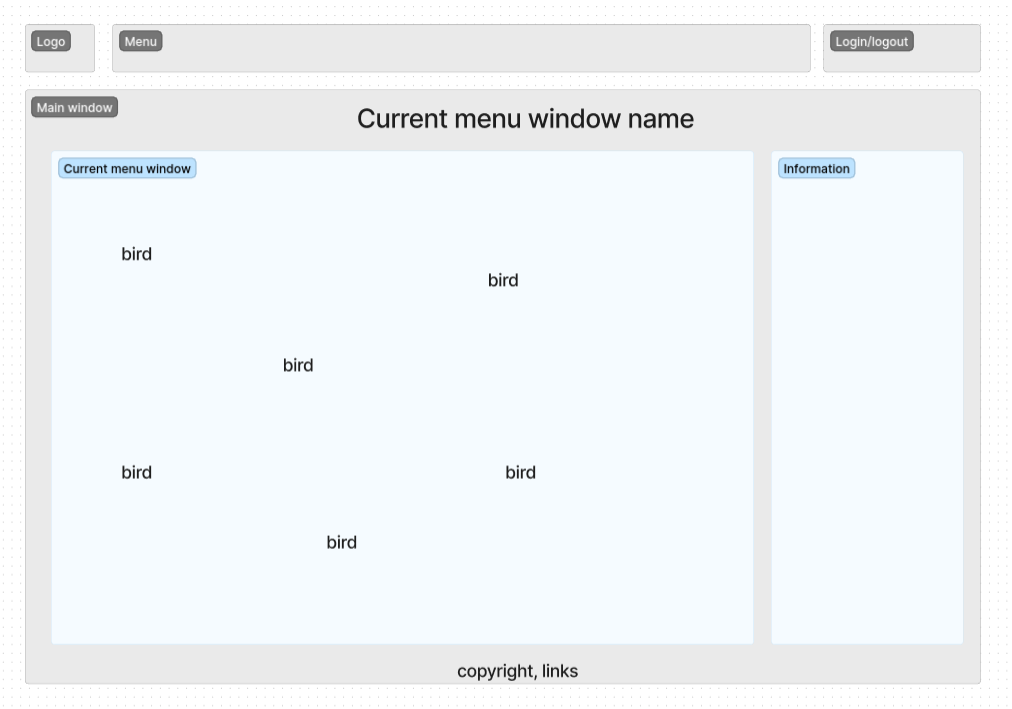 Logo
Menu
Login/logout
Main window
Current menu window name
Current menu window
Information
bird
bird
bird
bird
bird
bird
copyright, links